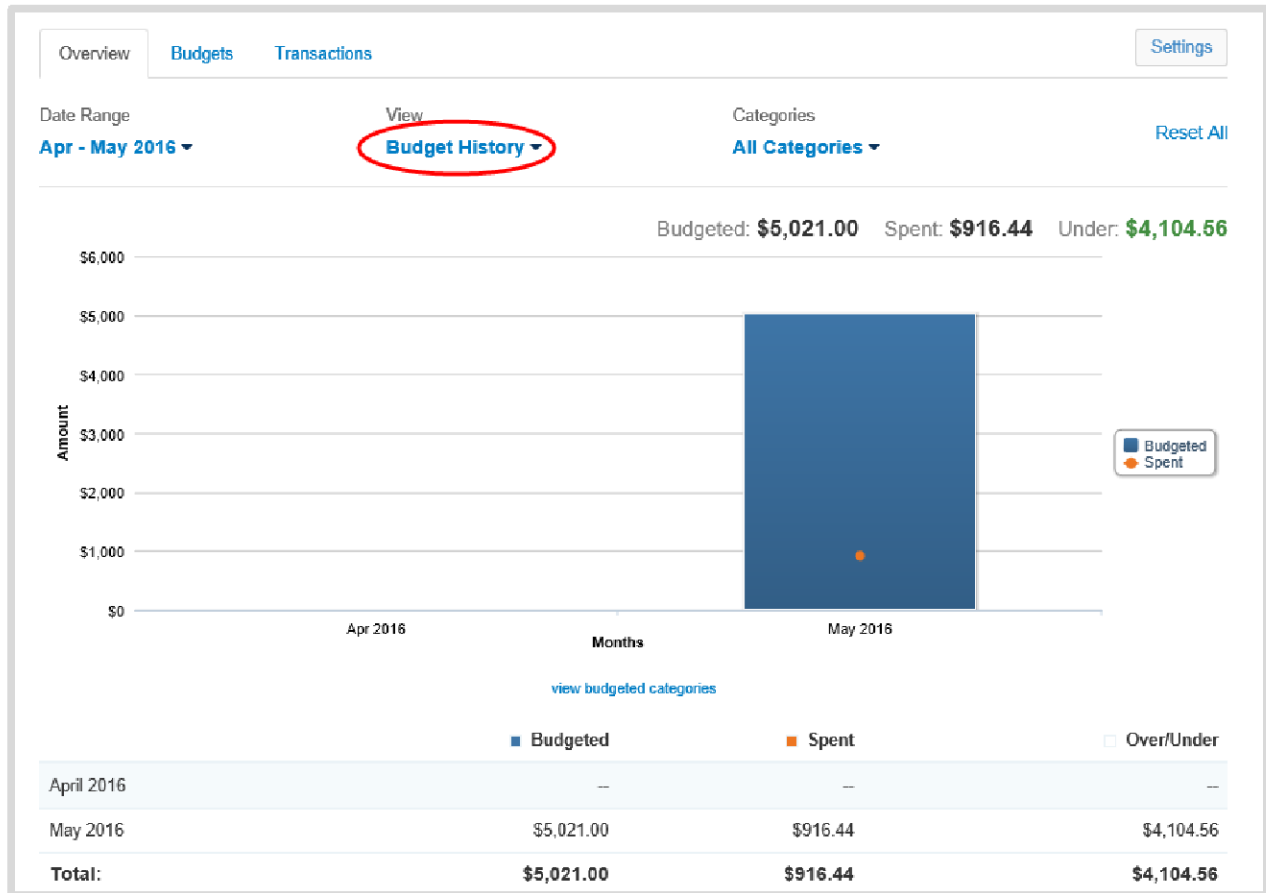 Overview Budgets Transactions Settings
Date Range View Categories
Apr - May 2016 Budget History All Categories Reset All
Budgeted: $5,021.00 Spent: $916.44 Under: $4,104.56
$6,000
$5,000
$4,000
$3,000
$2,000
$1,000
$0
Amount
Budgeted
Spent
Apr 2016 May 2016
Months
view budgeted categories
Budgeted Spent Over/Under
April 2016 -- -- --
May 2016 $5,021.00 $916.44 $4,104.56
Total: $5,021.00 $916.44 $4,104.56